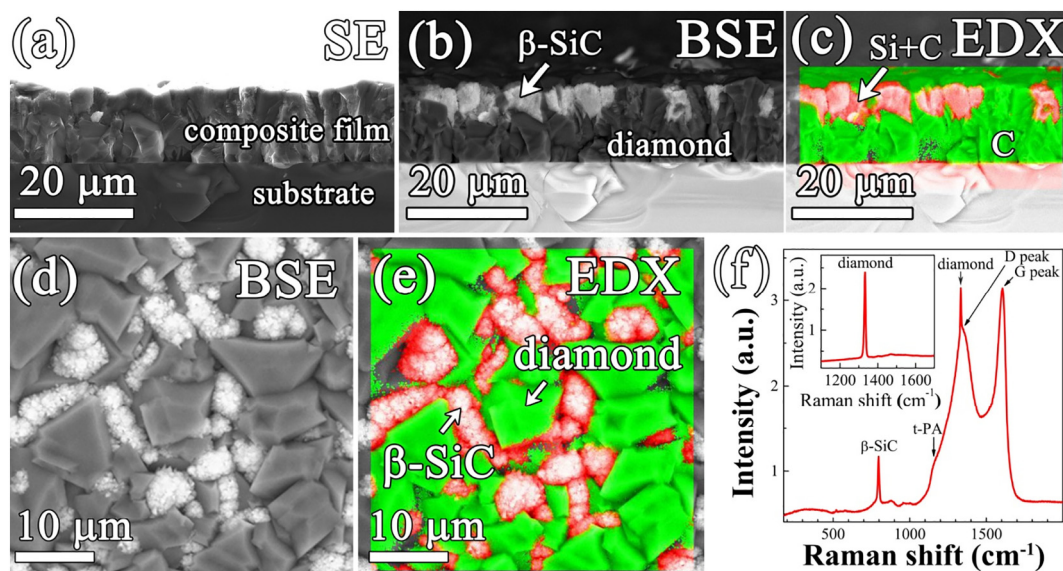 (a)
SE
composite film
20 μm
substrate
(b)
BSE
β-SiC
diamond
20 μm
(c)
EDX
Si+C
C
20 μm
(d)
BSE
10 μm
(e)
EDX
diamond
β-SiC
10 μm
(f)
Intensity (a.u.)
3
2
1
500
1000
1500
Raman shift (cm⁻¹)
β-SiC
t-PA
diamond
D peak
G peak
diamond
Intensity (a.u.)
2
1
1200
1400
1600
Raman shift (cm⁻¹)